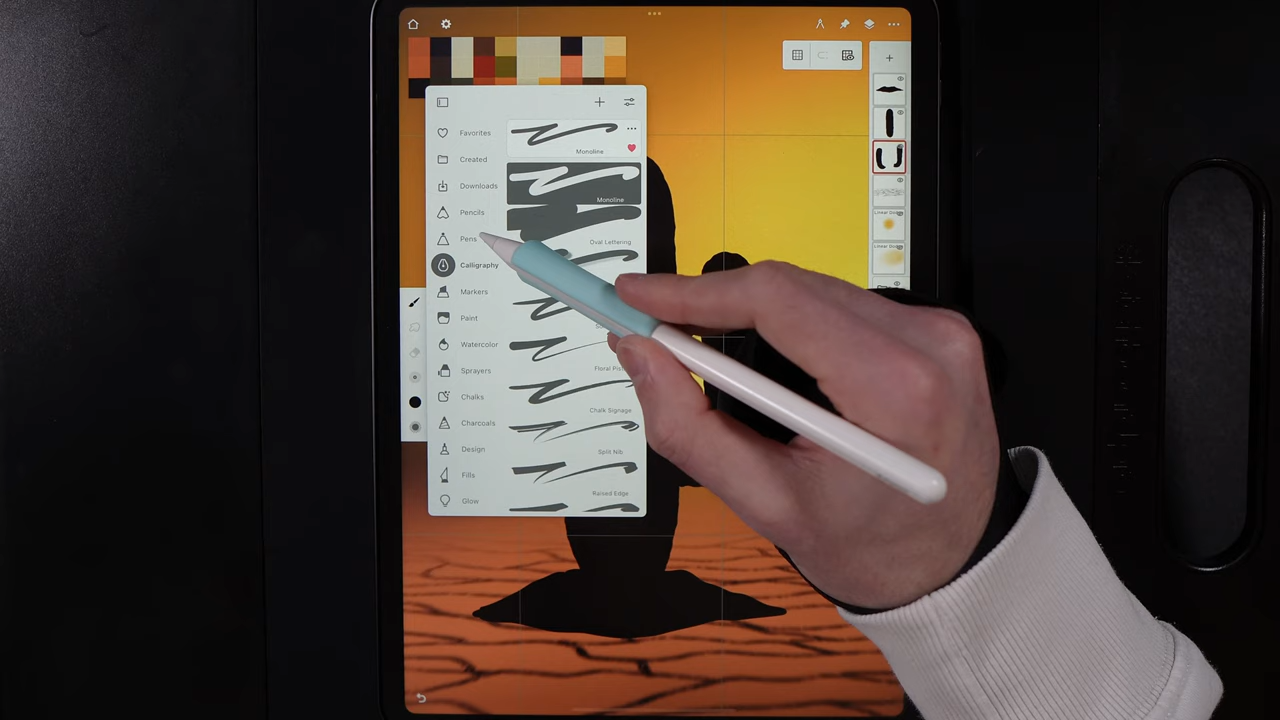 Favorites
Created
Downloads
Pencils
Pens
Calligraphy
Markers
Paint
Watercolor
Sprayers
Chalks
Charcoals
Design
Fills
Glow
Monoline
Monoline
Oval Lettering
Chalk Signage
Split Nib
Raised Edge